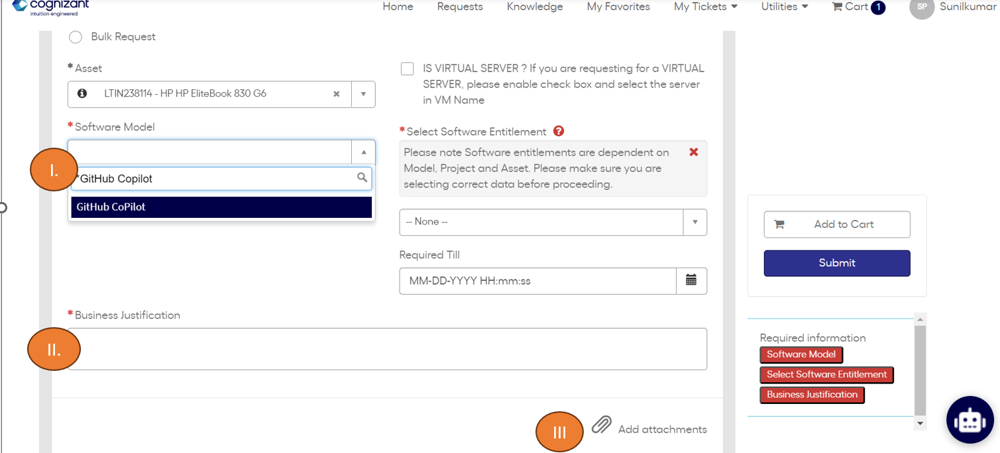 cognizant
intuition engineered
Home Requests Knowledge My Favorites My Tickets Utilities Cart 1 SP Sunilkumar
Bulk Request
* Asset
LTIN238114 - HP HP EliteBook 830 G6
IS VIRTUAL SERVER ? If you are requesting for a VIRTUAL
SERVER, please enable check box and select the server
in VM Name
* Software Model
I.
*GitHub Copilot
GitHub CoPilot
* Select Software Entitlement ?
Please note Software entitlements are dependent on
Model, Project and Asset. Please make sure you are
selecting correct data before proceeding.
-- None --
Required Till
MM-DD-YYYY HH:mm:ss
* Business Justification
II.
III
Add attachments
Add to Cart
Submit
Required information
Software Model
Select Software Entitlement
Business Justification